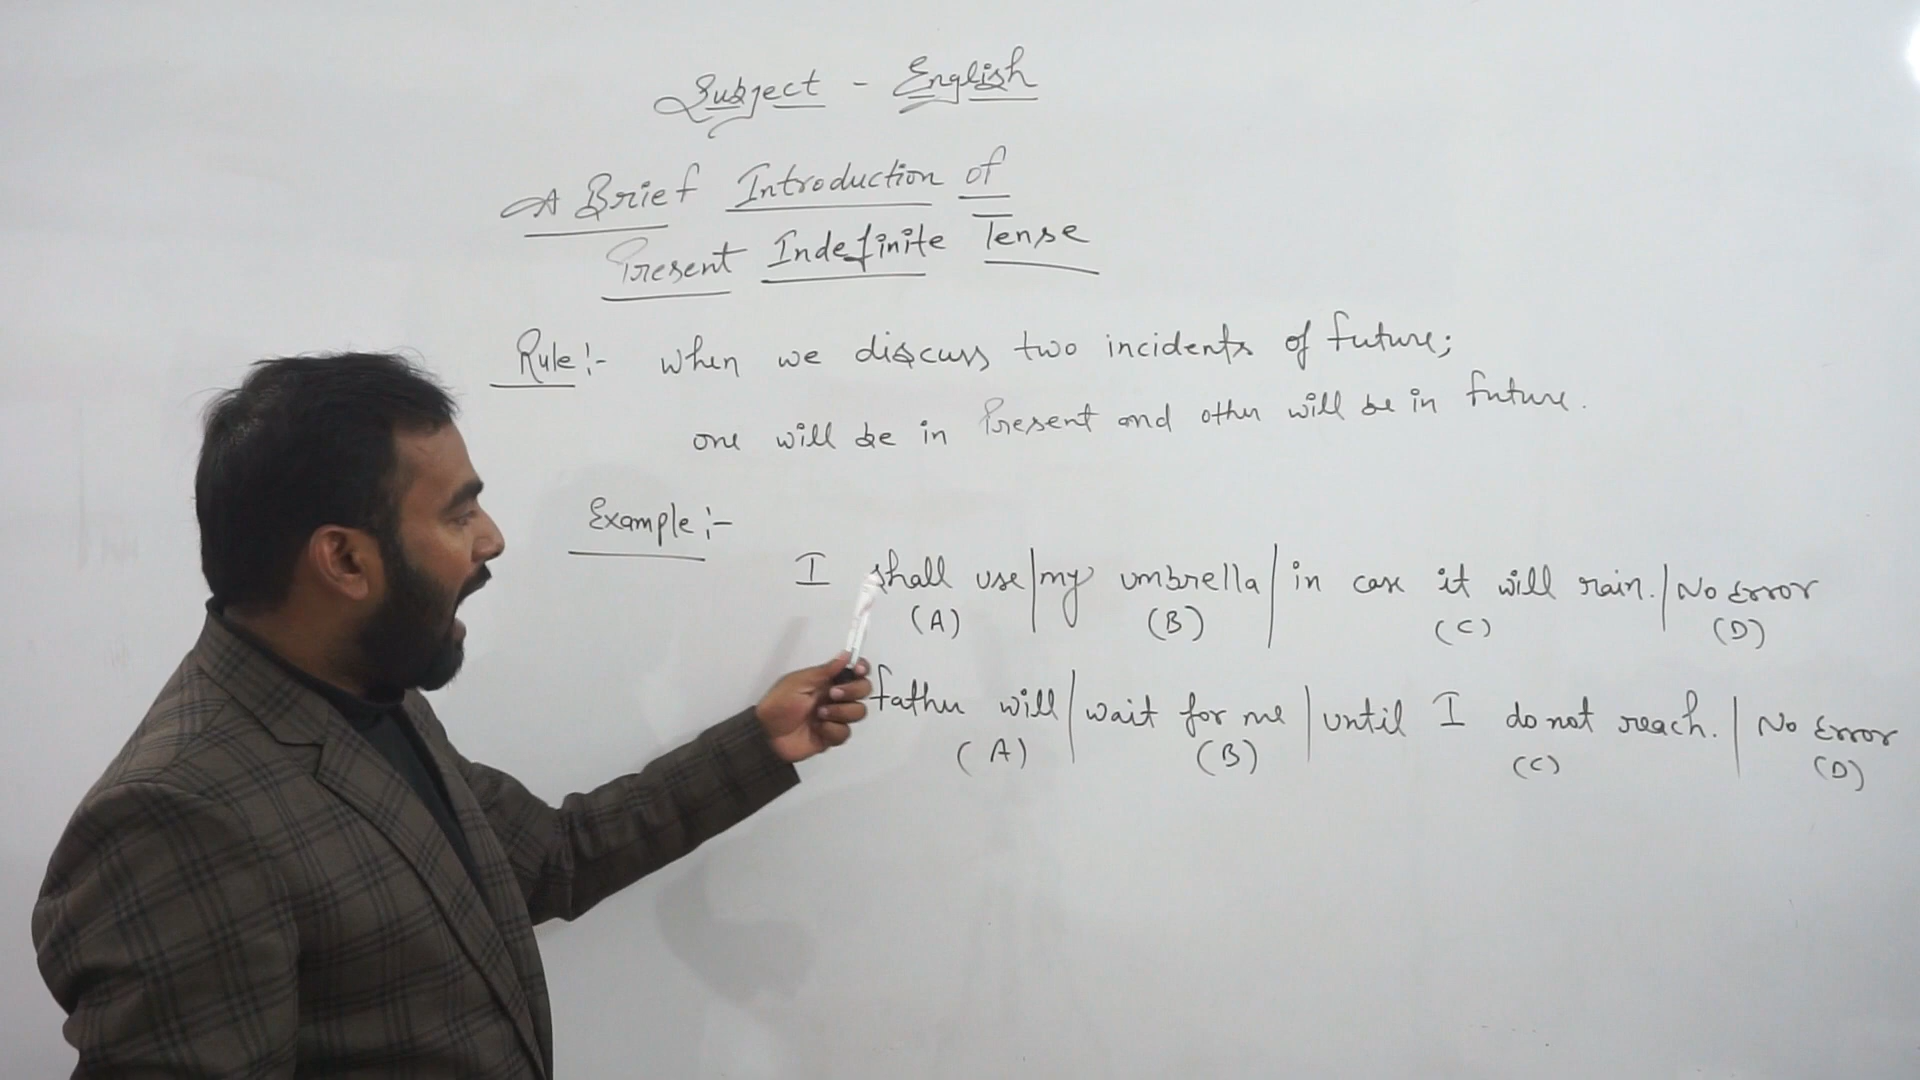 Subject - English
A Brief Introduction of
Present Indefinite Tense
Rule:- when we discuss two incidents of future;
one will be in Present and other will be in future.
Example:-
I shall use | my umbrella | in case it will rain. | No Error
(A) (B) (C) (D)
father will | wait for me | until I do not reach. | No Error
(A) (B) (C) (D)